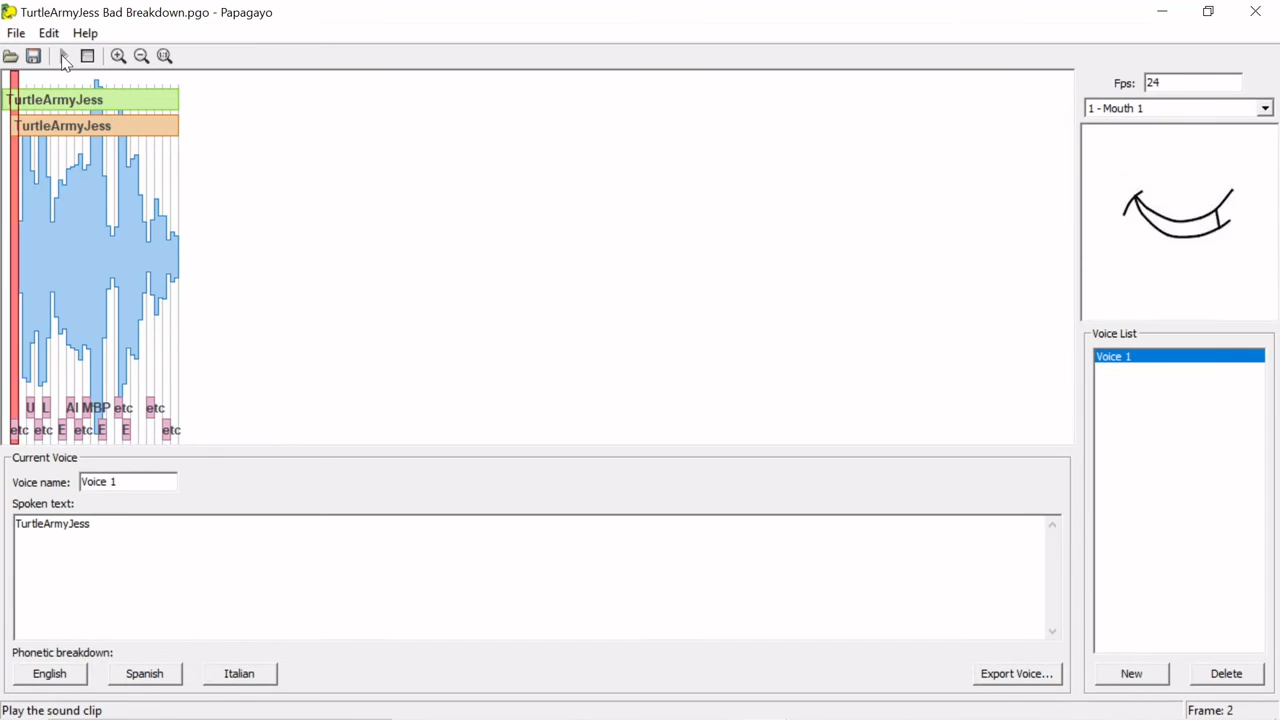 TurtleArmyJess Bad Breakdown.pgo - Papagayo
File Edit Help
Fps: 24
1 - Mouth 1
TurtleArmyJess
TurtleArmyJess
U L AI MBP etc etc
etc etc E etc E E etc
Voice List
Voice 1
Current Voice
Voice name: Voice 1
Spoken text:
TurtleArmyJess
Phonetic breakdown:
English Spanish Italian Export Voice... New Delete
Play the sound clip Frame: 2